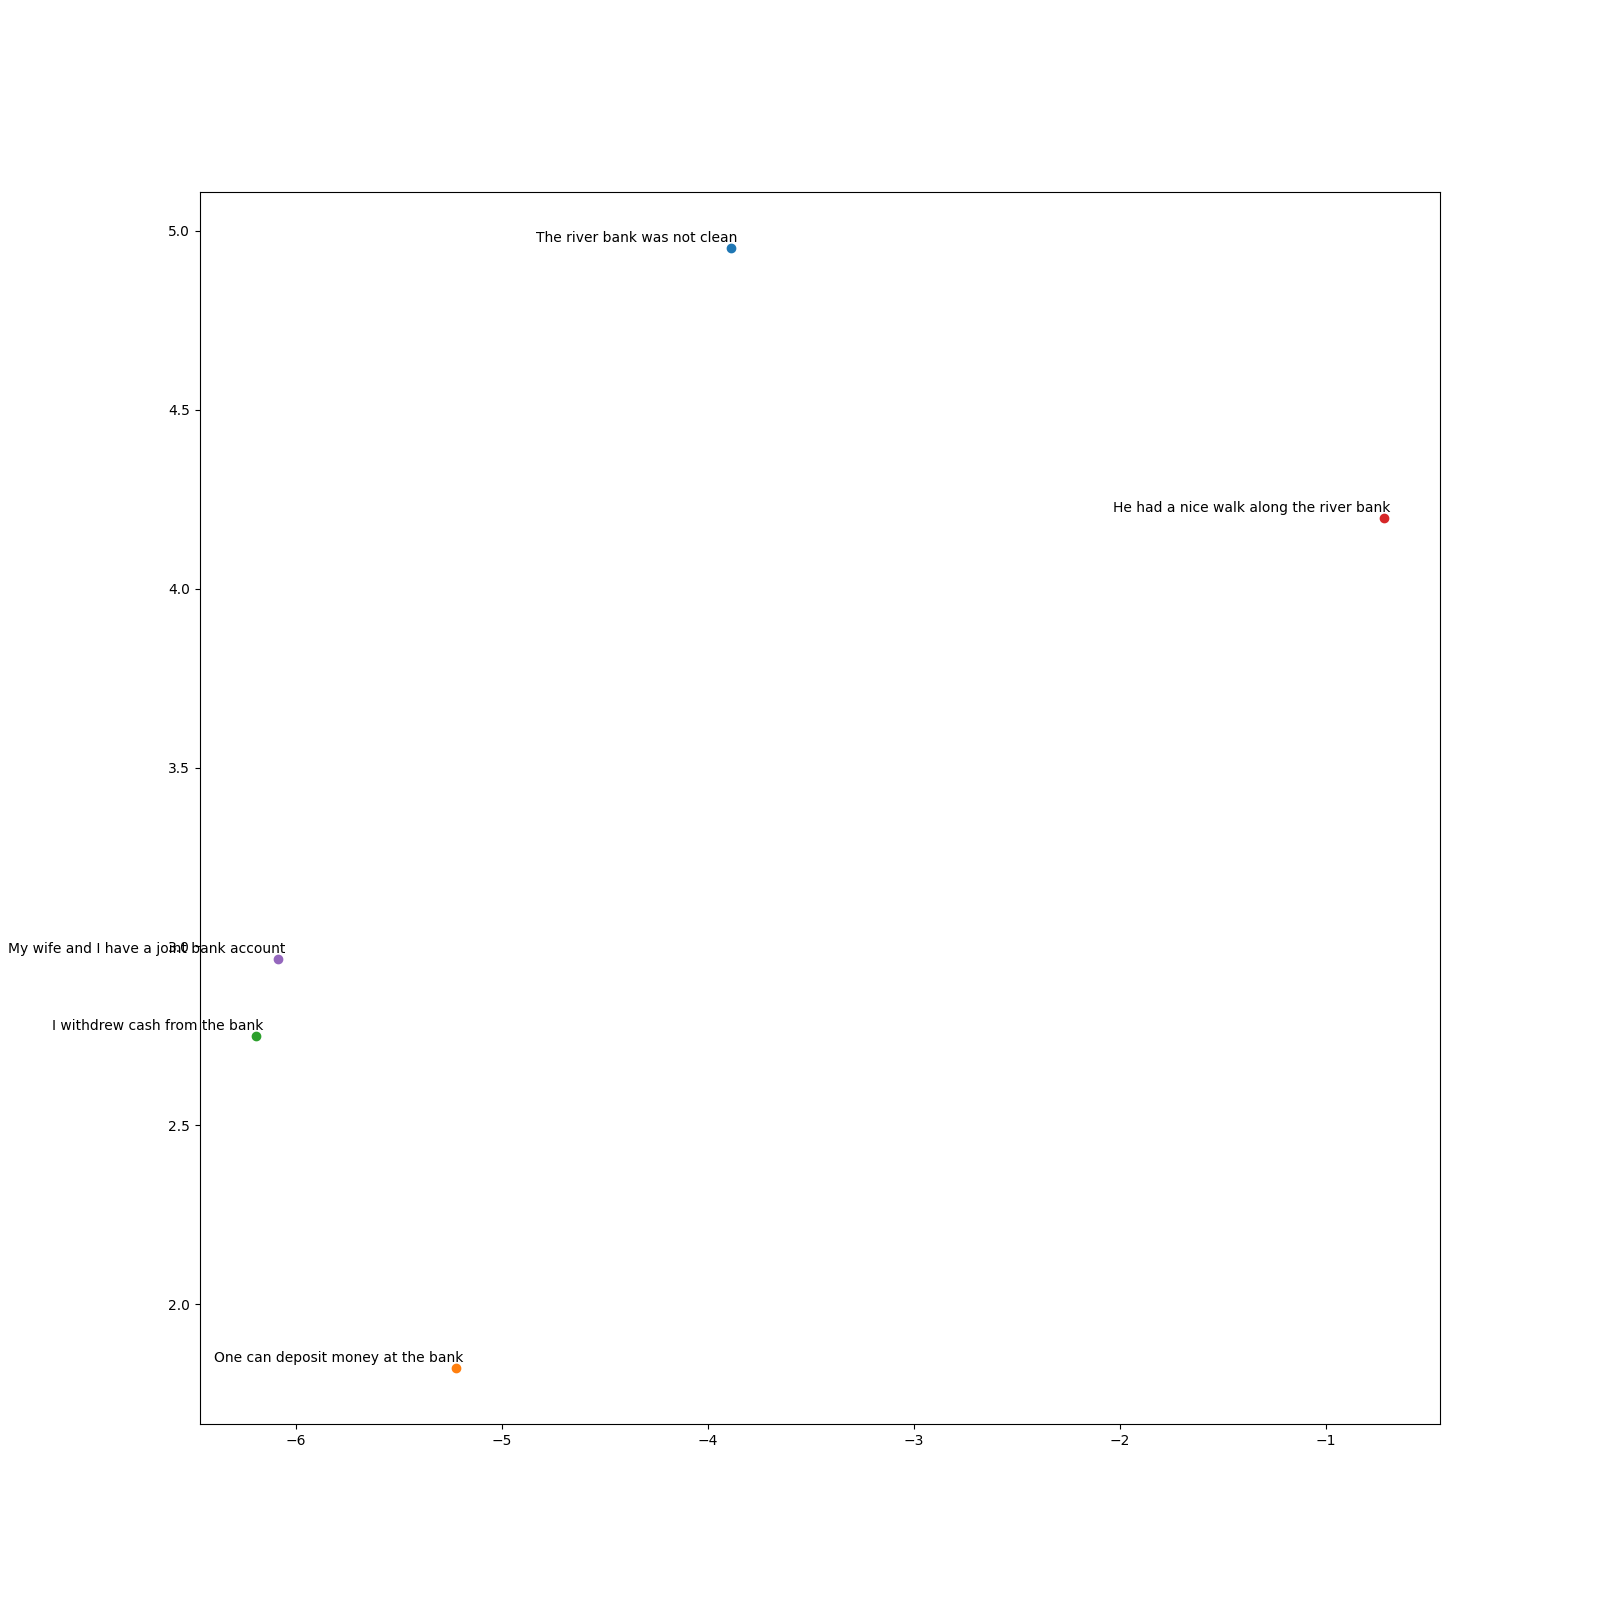 5.0
The river bank was not clean
4.5
He had a nice walk along the river bank
4.0
3.5
My wife and I have a joint bank account
3.0
I withdrew cash from the bank
2.5
2.0
One can deposit money at the bank
−6 −5 −4 −3 −2 −1